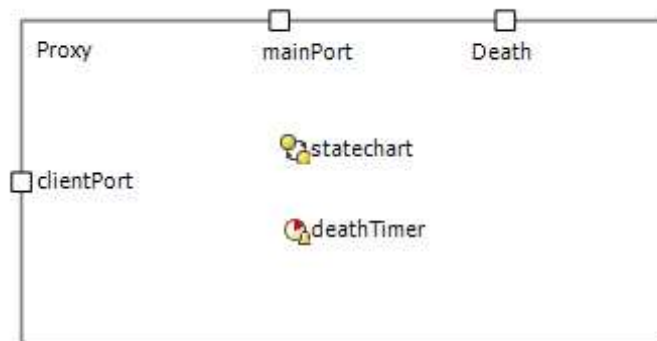 Proxy
mainPort
Death
statechart
clientPort
deathTimer